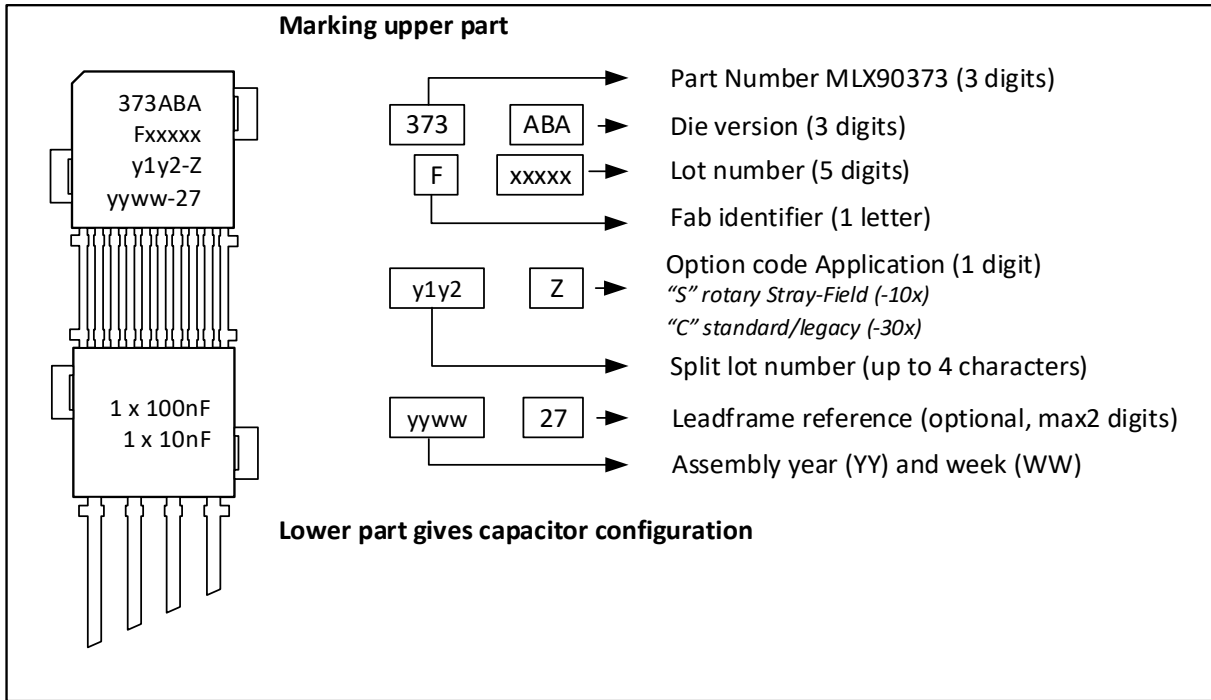 Marking upper part
373ABA
Fxxxxx
y1y2-Z
yyww-27
1 x 100nF
1 x 10nF
Part Number MLX90373 (3 digits)
373 ABA Die version (3 digits)
F xxxxx Lot number (5 digits)
Fab identifier (1 letter)
Option code Application (1 digit)
y1y2 Z
“S” rotary Stray-Field (-10x)
“C” standard/legacy (-30x)
Split lot number (up to 4 characters)
yyww 27 Leadframe reference (optional, max2 digits)
Assembly year (YY) and week (WW)
Lower part gives capacitor configuration